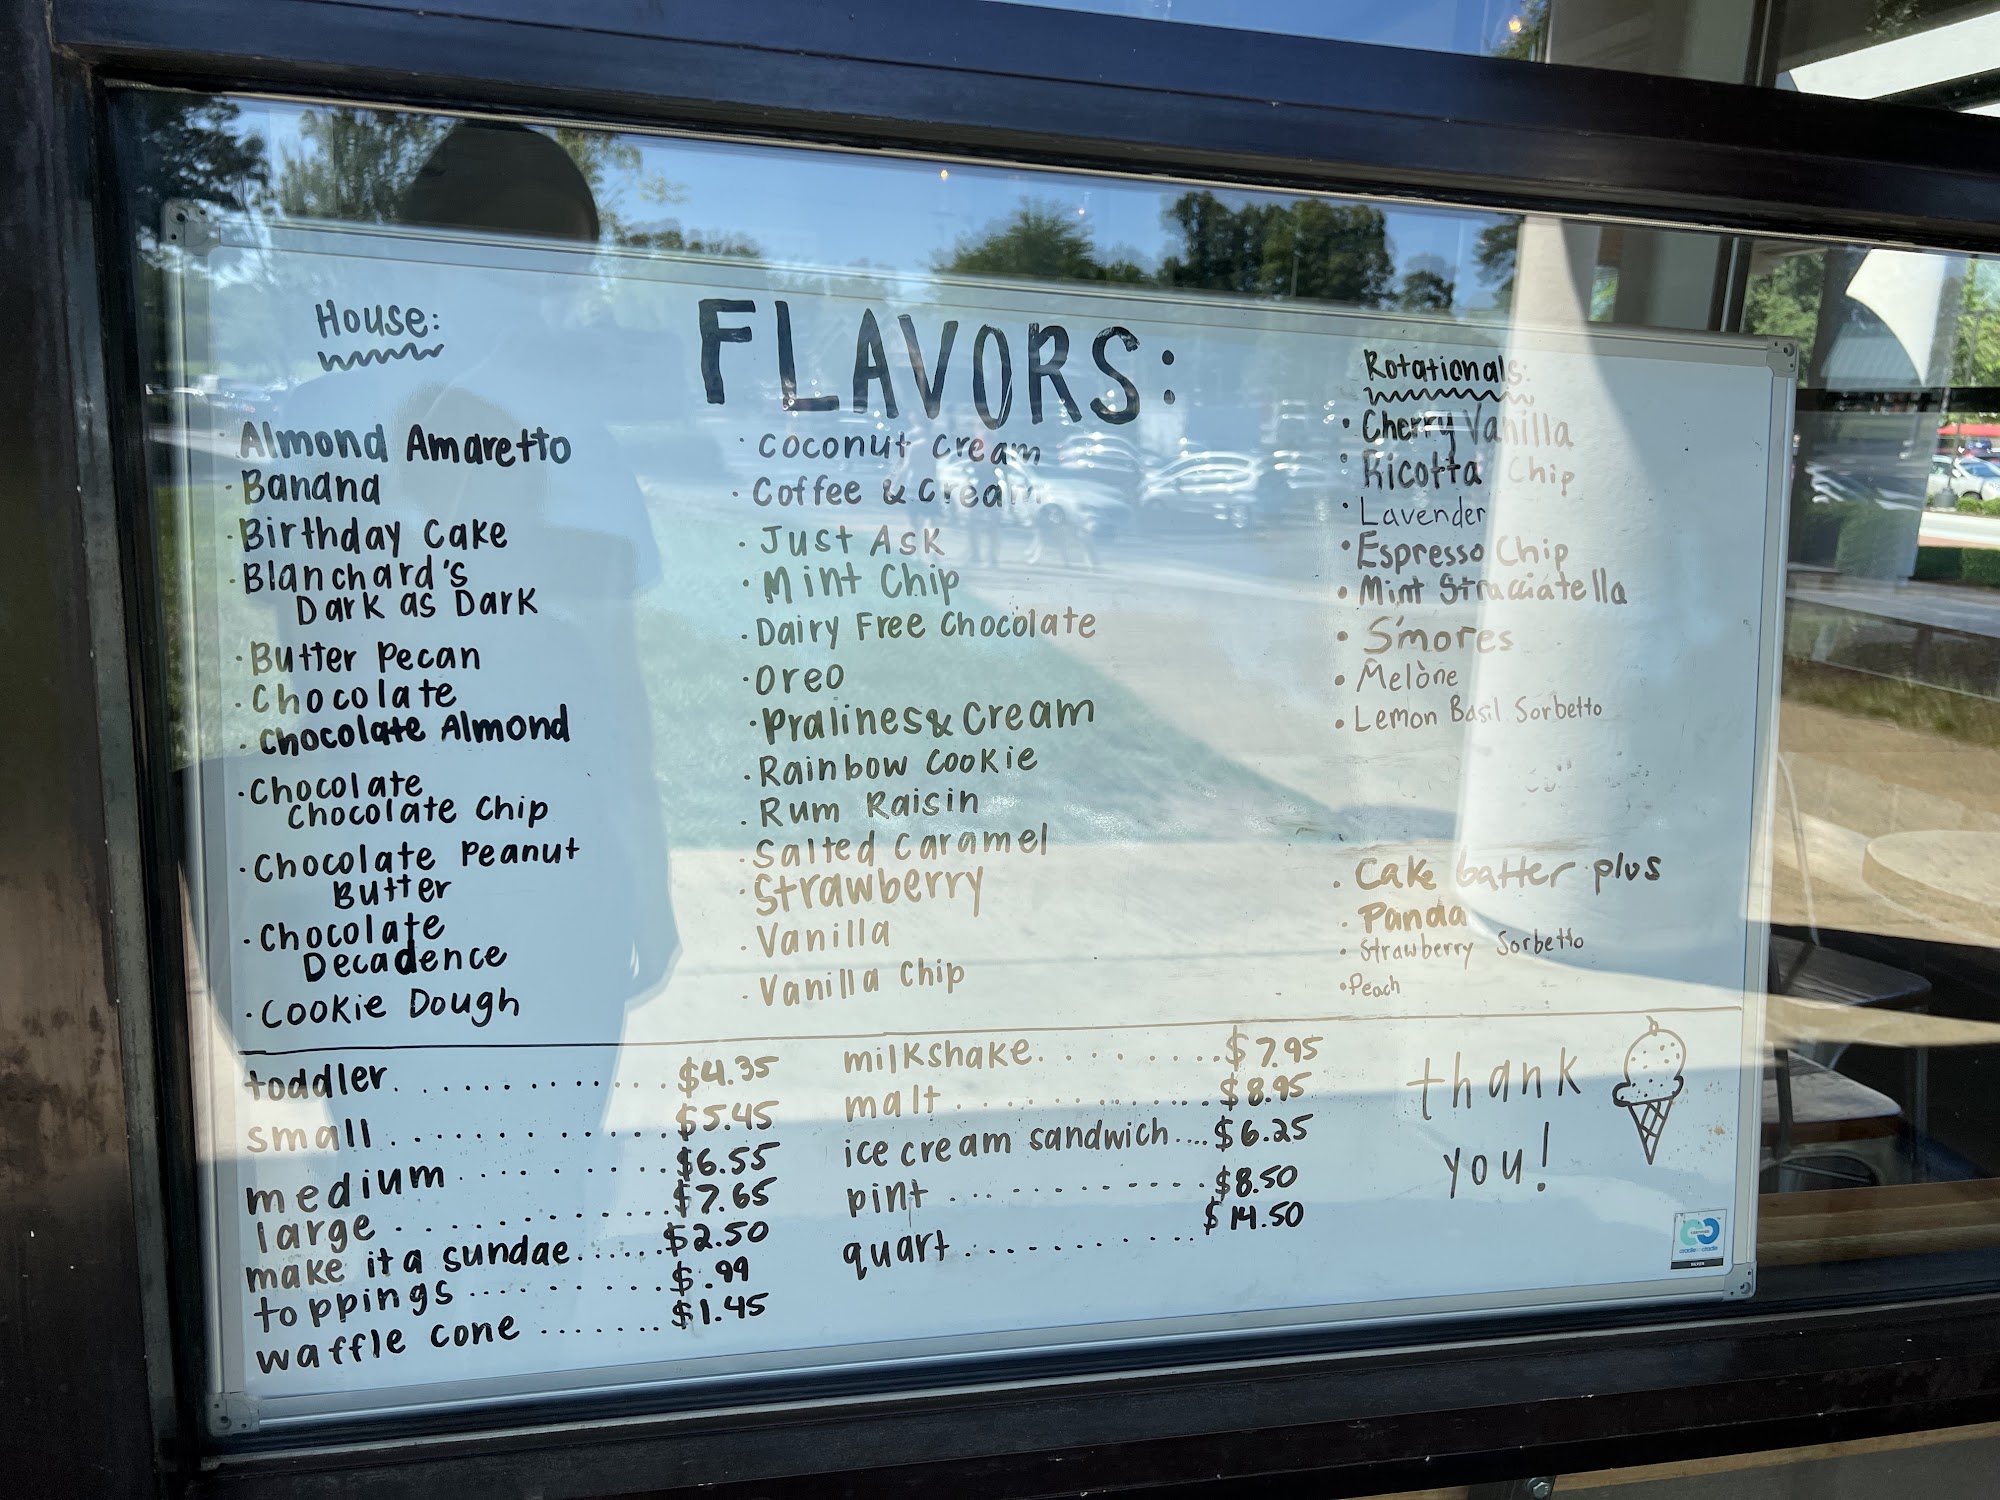 House:
· Almond Amaretto
· Banana
· Birthday Cake
· Blanchard's
Dark as Dark
· Butter Pecan
· Chocolate
· Chocolate Almond
· Chocolate
Chocolate Chip
· Chocolate Peanut
Butter
· Chocolate
Decadence
· Cookie Dough
FLAVORS:
· Coconut Cream
· Coffee & Cream
· Just Ask
· Mint Chip
· Dairy Free Chocolate
· Oreo
· Pralines & Cream
· Rainbow Cookie
· Rum Raisin
· Salted Caramel
· Strawberry
· Vanilla
· Vanilla Chip
Rotationals:
· Cherry Vanilla
· Ricotta Chip
· Lavender
· Espresso Chip
· Mint Stracciatella
· S'mores
· Melòne
· Lemon Basil Sorbetto
· Cake batter plus
· Panda
· Strawberry Sorbetto
· Peach
toddler.............$4.35
small.............$5.45
medium.........$6.55
large............$7.65
make it a sundae......$2.50
toppings.........$.99
waffle cone.......$1.45
milkshake.........$7.95
malt.............$8.95
ice cream sandwich....$6.25
pint.............$8.50
quart............$14.50
thank
you!